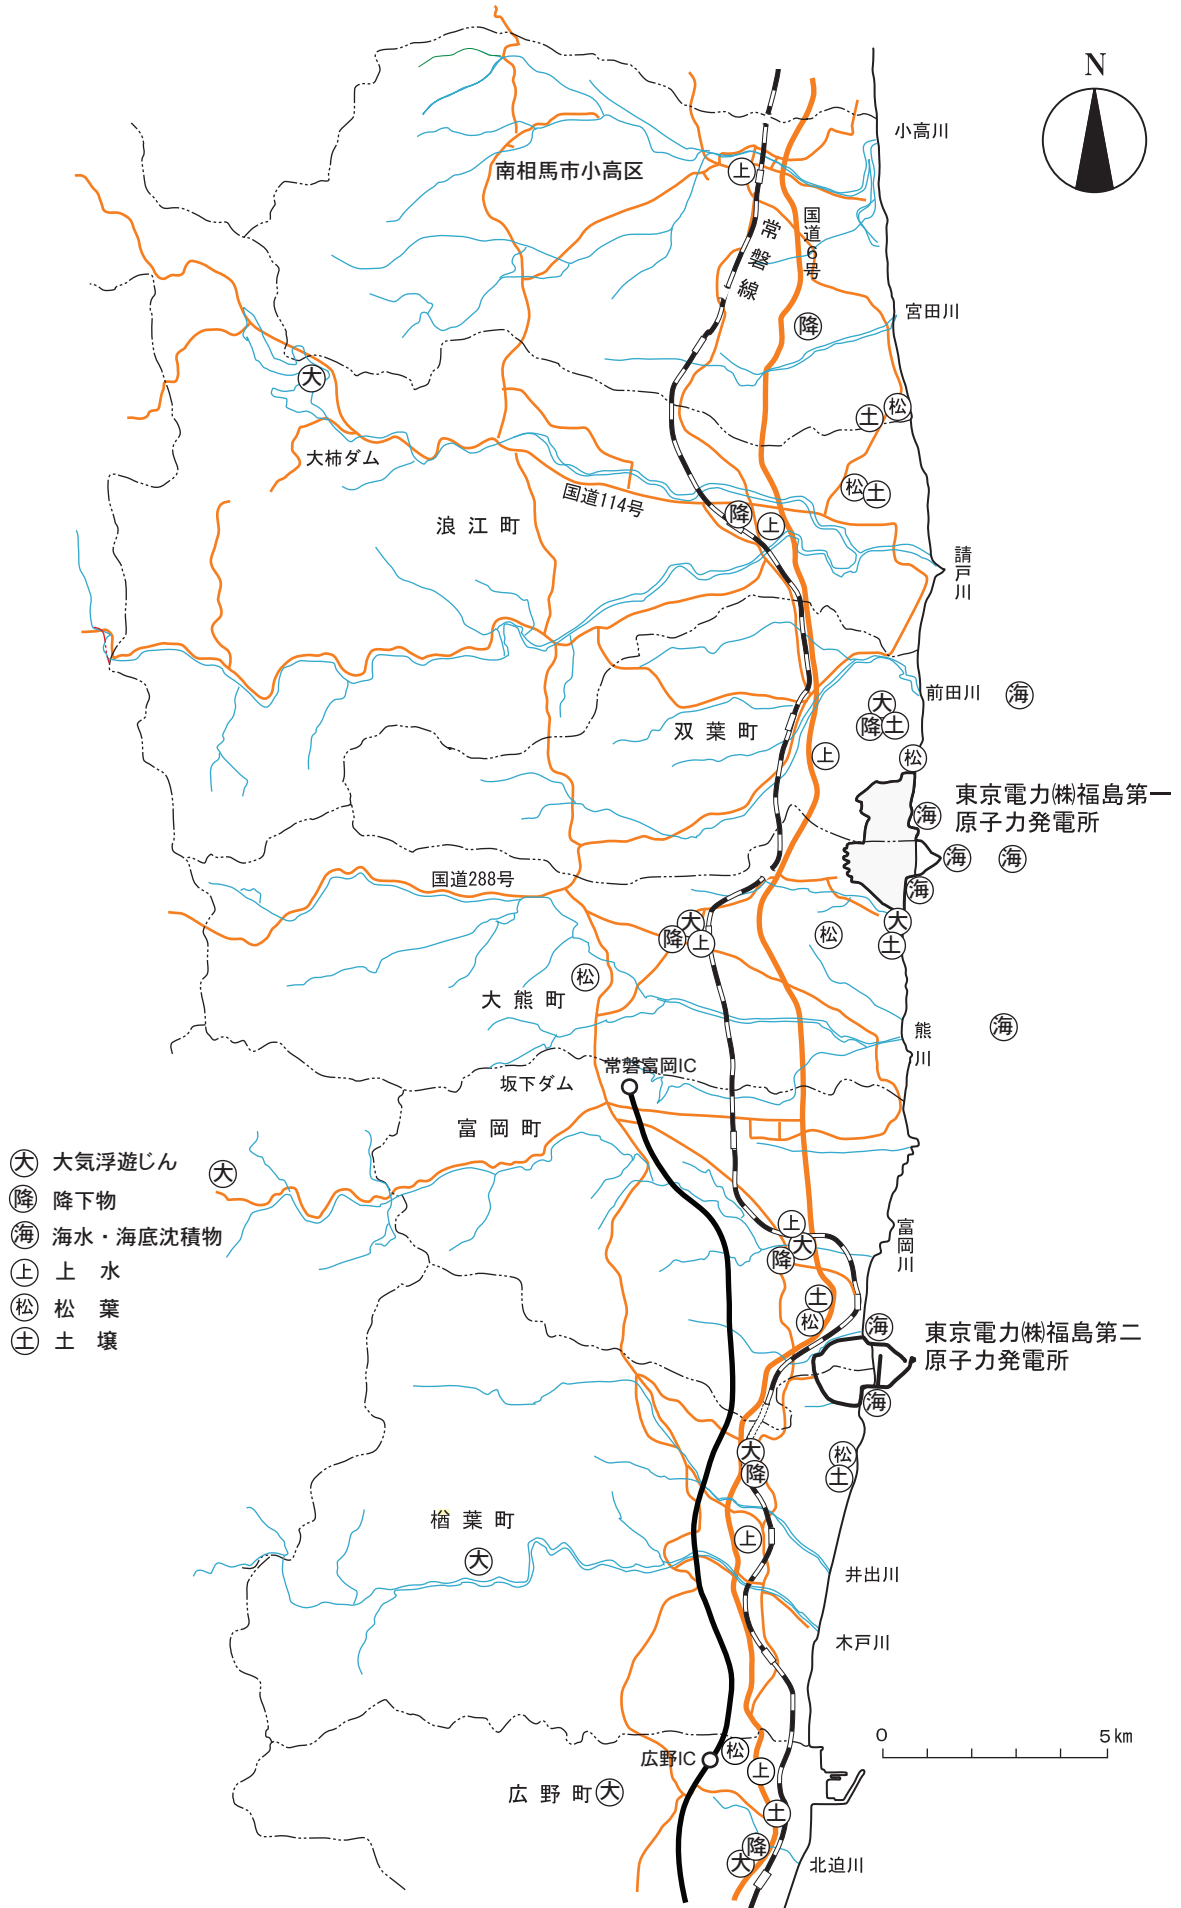 N
小高川
南相馬市小高区
上
国道6号
常磐線
宮田川
降
大
松
土
大柿ダム
国道114号
松
土
浪江町
降
上
請戸川
前田川
海
大
降
土
双葉町
上
松
東京電力㈱福島第一
原子力発電所
海
海
海
海
国道288号
大
降
上
松
大
土
松
大熊町
熊川
海
常磐富岡IC
坂下ダム
富岡町
大 大気浮遊じん
降 降下物
海 海水・海底沈積物
上 上水
松 松葉
土 土壌
大
富岡川
上
大
降
土
松
海
東京電力㈱福島第二
原子力発電所
海
大
降
松
土
楢葉町
大
上
井出川
木戸川
0 5km
広野IC
松
上
広野町
大
土
降
大
北迫川